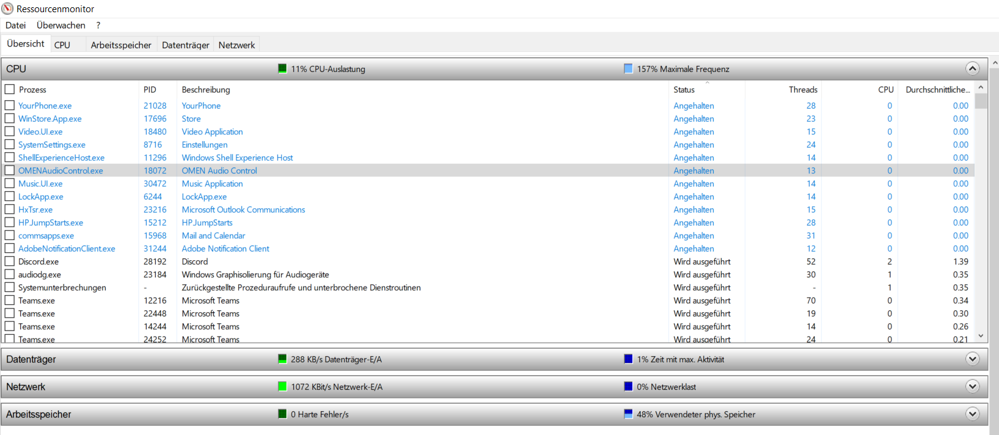 Ressourcenmonitor
Datei Überwachen ?
Übersicht CPU Arbeitsspeicher Datenträger Netzwerk
CPU 11% CPU-Auslastung 157% Maximale Frequenz
Prozess PID Beschreibung Status Threads CPU Durchschnittliche...
YourPhone.exe 21028 YourPhone Angehalten 28 0 0.00
WinStore.App.exe 17696 Store Angehalten 23 0 0.00
Video.UI.exe 18480 Video Application Angehalten 15 0 0.00
SystemSettings.exe 8716 Einstellungen Angehalten 24 0 0.00
ShellExperienceHost.exe 11296 Windows Shell Experience Host Angehalten 14 0 0.00
OMENAudioControl.exe 18072 OMEN Audio Control Angehalten 13 0 0.00
Music.UI.exe 30472 Music Application Angehalten 14 0 0.00
LockApp.exe 6244 LockApp.exe Angehalten 14 0 0.00
HxTsr.exe 23216 Microsoft Outlook Communications Angehalten 15 0 0.00
HPJumpStarts.exe 15212 HPJumpStarts Angehalten 28 0 0.00
commsapps.exe 15968 Mail and Calendar Angehalten 31 0 0.00
AdobeNotificationClient.exe 31244 Adobe Notification Client Angehalten 12 0 0.00
Discord.exe 28192 Discord Wird ausgeführt 52 2 1.39
audiodg.exe 23184 Windows Graphisolierung für Audiogeräte Wird ausgeführt 30 1 0.35
Systemunterbrechungen - Zurückgestellte Prozeduraufrufe und unterbrochene Dienstroutinen Wird ausgeführt - 1 0.35
Teams.exe 12216 Microsoft Teams Wird ausgeführt 70 0 0.34
Teams.exe 22448 Microsoft Teams Wird ausgeführt 19 0 0.30
Teams.exe 14244 Microsoft Teams Wird ausgeführt 14 0 0.26
Teams.exe 24252 Microsoft Teams Wird ausgeführt 24 0 0.21
Datenträger 288 KB/s Datenträger-E/A 1% Zeit mit max. Aktivität
Netzwerk 1072 KBit/s Netzwerk-E/A 0% Netzwerklast
Arbeitsspeicher 0 Harte Fehler/s 48% Verwendeter phys. Speicher